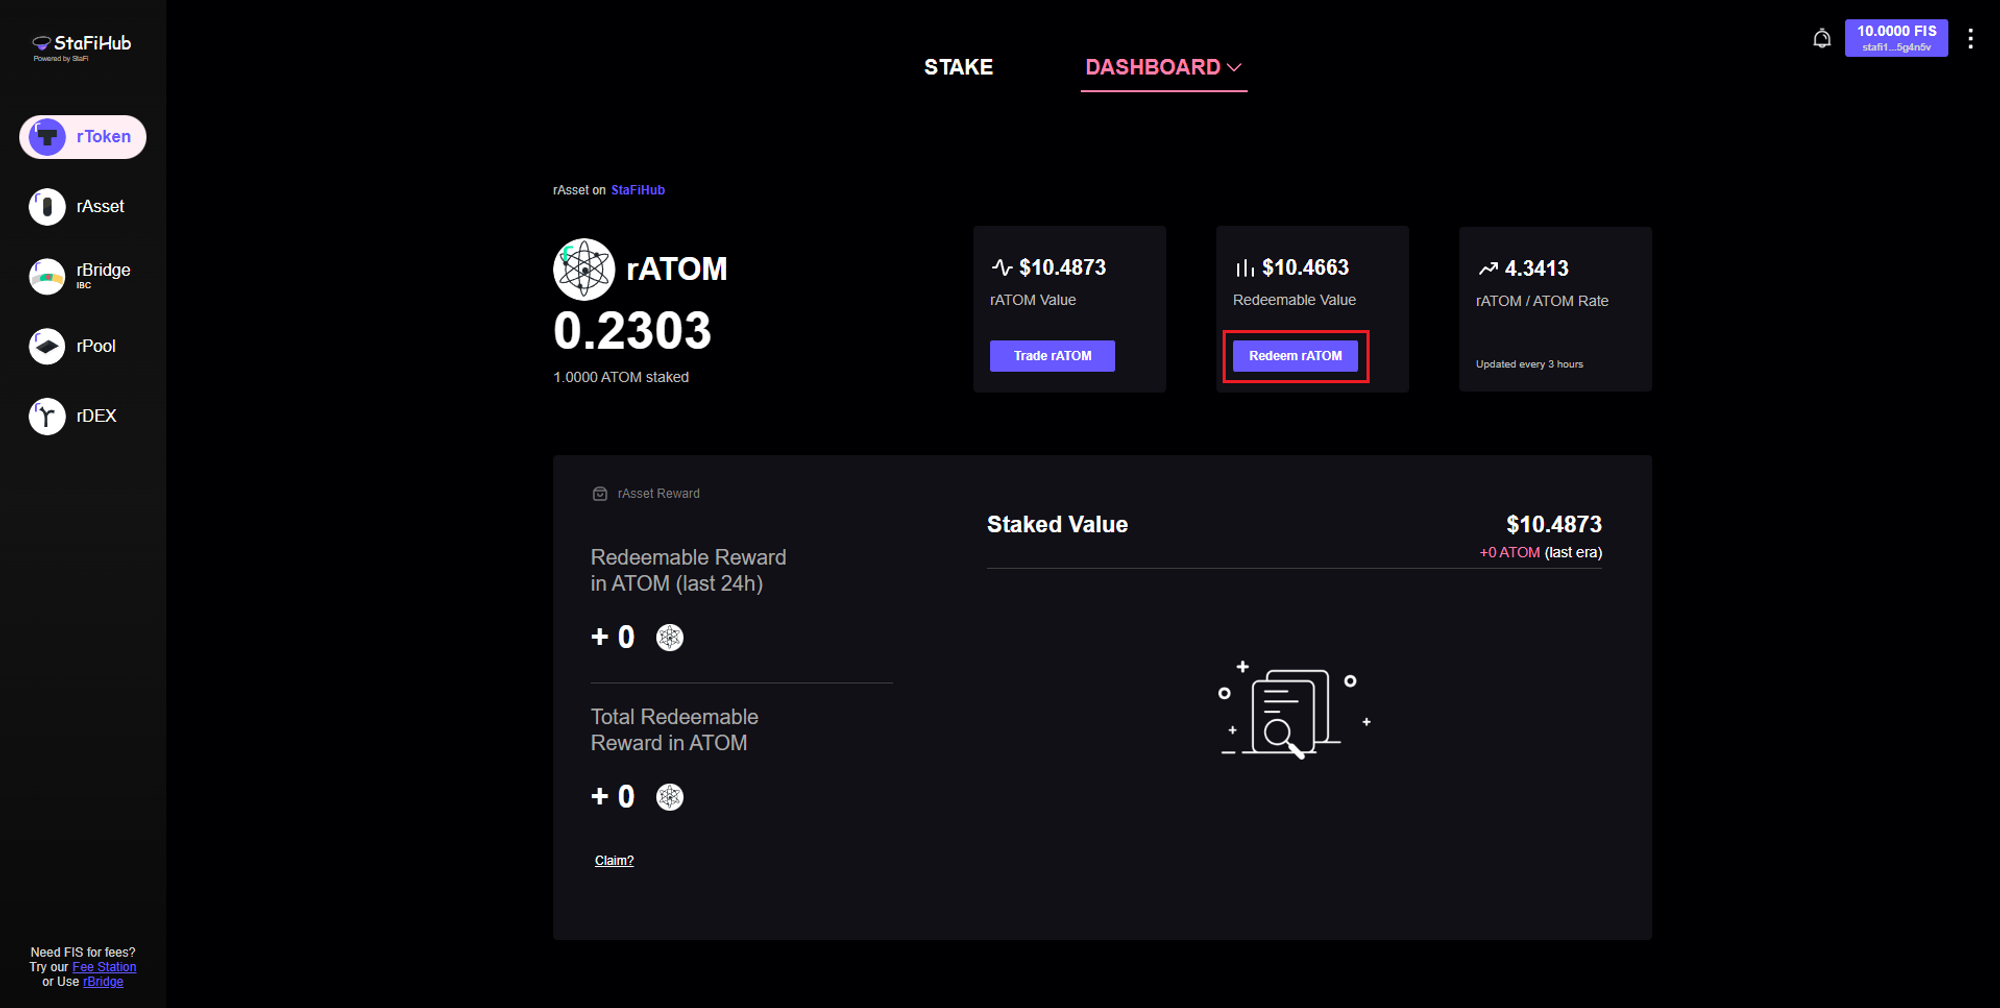 StaFiHub
Powered by StaFi
rToken
rAsset
rBridge
IBC
rPool
rDEX
Need FIS for fees?
Try our Fee Station
or Use rBridge
STAKE
DASHBOARD
10.0000 FIS
stafi1...5g4n5v
rAsset on StaFiHub
rATOM
0.2303
1.0000 ATOM staked
$10.4873
rATOM Value
Trade rATOM
$10.4663
Redeemable Value
Redeem rATOM
4.3413
rATOM / ATOM Rate
Updated every 3 hours
rAsset Reward
Redeemable Reward
in ATOM (last 24h)
+ 0
Total Redeemable
Reward in ATOM
+ 0
Claim?
Staked Value
$10.4873
+0 ATOM (last era)